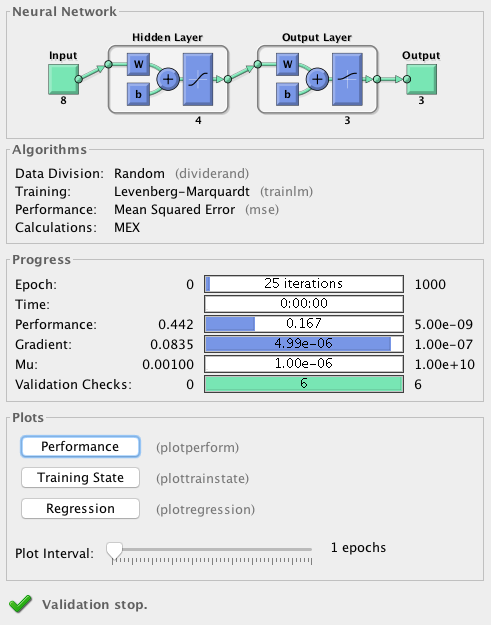 Neural Network
Hidden Layer Output Layer
Input Output
W W
b b
8 3
4 3
Algorithms
Data Division: Random (dividerand)
Training: Levenberg-Marquardt (trainlm)
Performance: Mean Squared Error (mse)
Calculations: MEX
Progress
Epoch: 0 25 iterations 1000
Time: 0:00:00
Performance: 0.442 0.167 5.00e-09
Gradient: 0.0835 4.99e-06 1.00e-07
Mu: 0.00100 1.00e-06 1.00e+10
Validation Checks: 0 6 6
Plots
Performance (plotperform)
Training State (plottrainstate)
Regression (plotregression)
Plot Interval: 1 epochs
Validation stop.